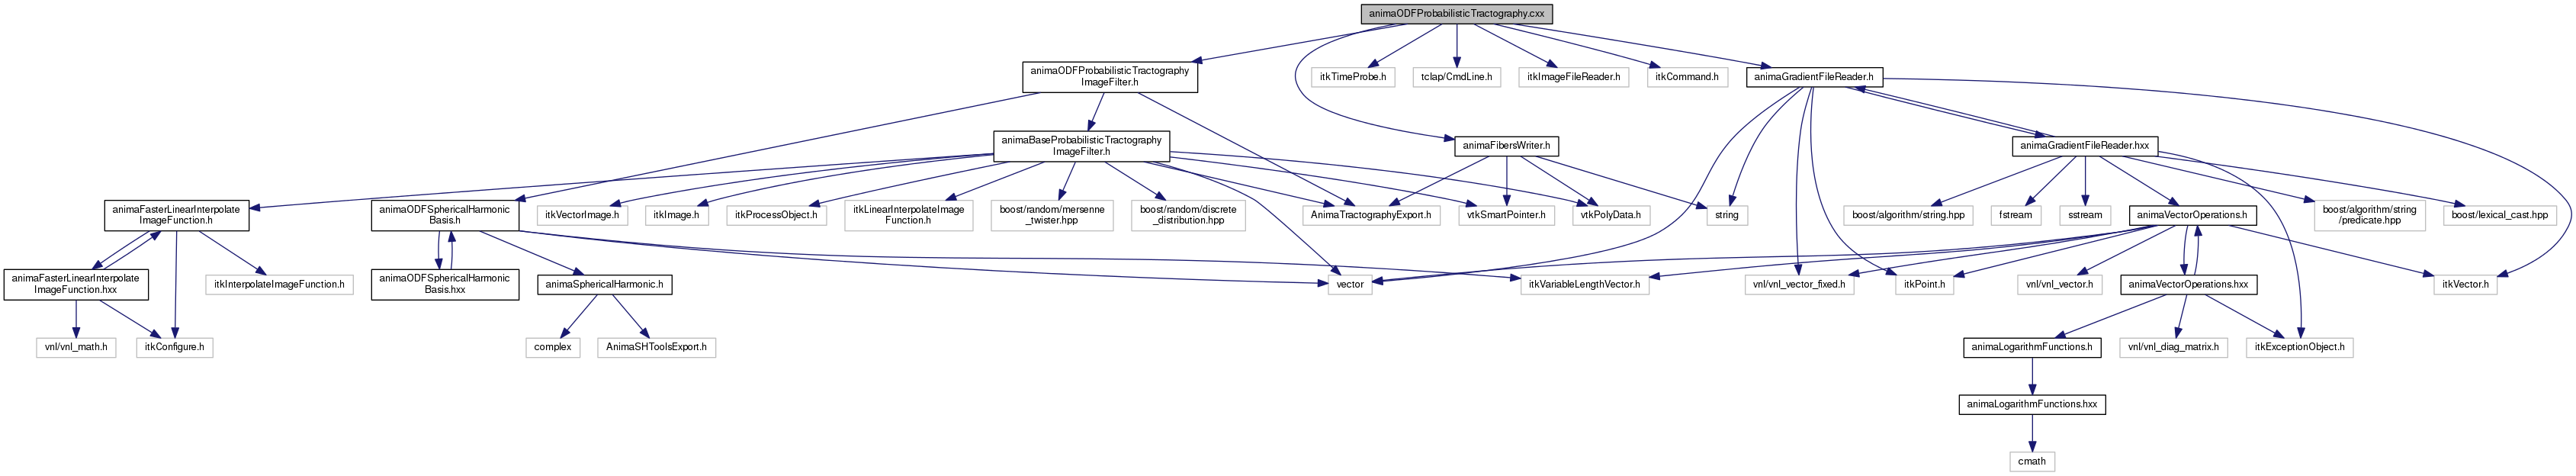 animaODFProbabilisticTractography.cxx
animaODFProbabilisticTractography
ImageFilter.h
itkTimeProbe.h
tclap/CmdLine.h
itkImageFileReader.h
itkCommand.h
animaGradientFileReader.h
animaBaseProbabilisticTractography
ImageFilter.h
animaFibersWriter.h
animaGradientFileReader.hxx
animaFasterLinearInterpolate
ImageFunction.h
animaODFSphericalHarmonic
Basis.h
itkVectorImage.h
itkImage.h
itkProcessObject.h
itkLinearInterpolateImage
Function.h
boost/random/mersenne
_twister.hpp
boost/random/discrete
_distribution.hpp
AnimaTractographyExport.h
vtkSmartPointer.h
vtkPolyData.h
string
boost/algorithm/string.hpp
fstream
sstream
animaVectorOperations.h
boost/algorithm/string
/predicate.hpp
boost/lexical_cast.hpp
animaFasterLinearInterpolate
ImageFunction.hxx
itkInterpolateImageFunction.h
animaODFSphericalHarmonic
Basis.hxx
animaSphericalHarmonic.h
vector
itkVariableLengthVector.h
vnl/vnl_vector_fixed.h
itkPoint.h
vnl/vnl_vector.h
animaVectorOperations.hxx
itkVector.h
vnl/vnl_math.h
itkConfigure.h
complex
AnimaSHToolsExport.h
animaLogarithmFunctions.h
vnl/vnl_diag_matrix.h
itkExceptionObject.h
animaLogarithmFunctions.hxx
cmath